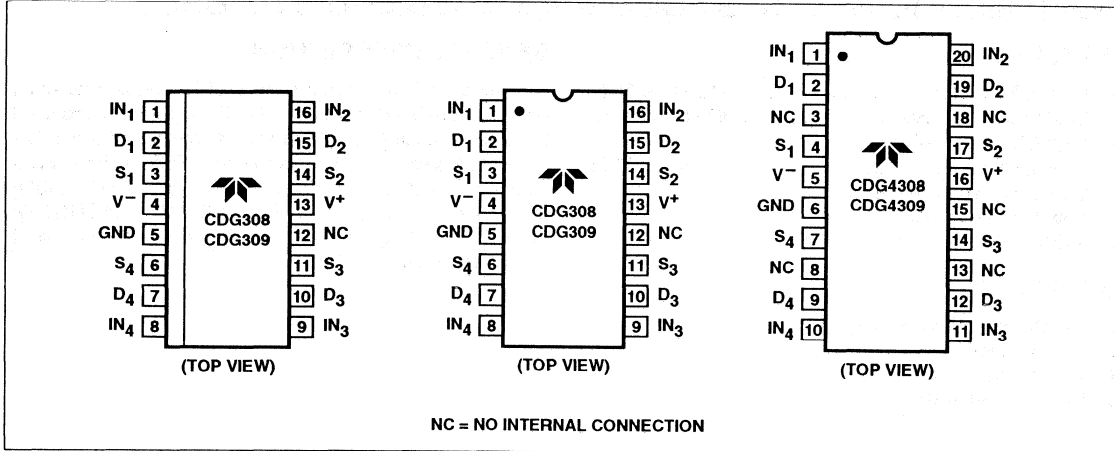 IN1 1 16 IN2
D1 2 15 D2
S1 3 14 S2
V− 4 13 V+
GND 5 12 NC
S4 6 11 S3
D4 7 10 D3
IN4 8 9 IN3
CDG308
CDG309
(TOP VIEW)
IN1 1 16 IN2
D1 2 15 D2
S1 3 14 S2
V− 4 13 V+
GND 5 12 NC
S4 6 11 S3
D4 7 10 D3
IN4 8 9 IN3
CDG308
CDG309
(TOP VIEW)
IN1 1 20 IN2
D1 2 19 D2
NC 3 18 NC
S1 4 17 S2
V− 5 16 V+
GND 6 15 NC
S4 7 14 S3
NC 8 13 NC
D4 9 12 D3
IN4 10 11 IN3
CDG4308
CDG4309
(TOP VIEW)
NC = NO INTERNAL CONNECTION